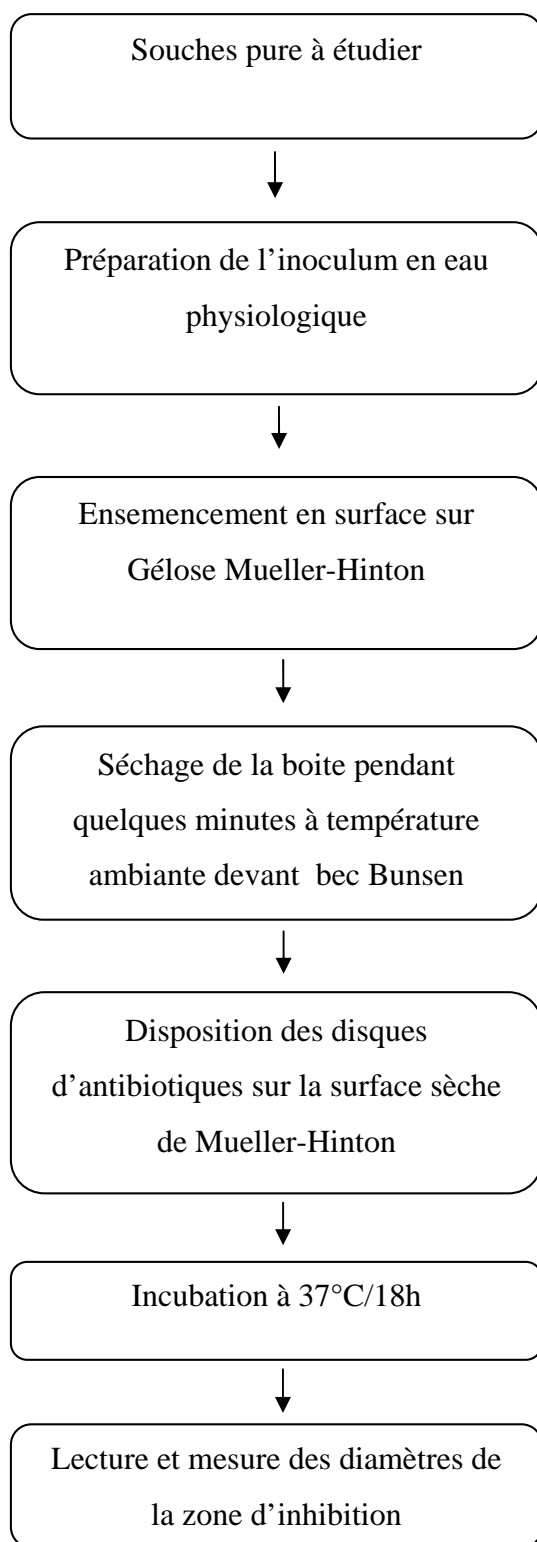 Souches pure à étudier
Préparation de l’inoculum en eau
physiologique
Ensemencement en surface sur
Gélose Mueller-Hinton
Séchage de la boite pendant
quelques minutes à température
ambiante devant  bec Bunsen
Disposition des disques
d’antibiotiques sur la surface sèche
de Mueller-Hinton
Incubation à 37°C/18h
Lecture et mesure des diamètres de
la zone d’inhibition